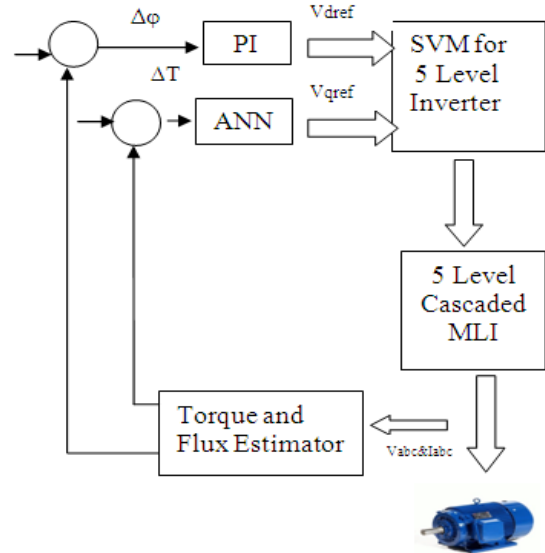 Δφ
PI
Vdref
SVM for
5 Level
Inverter
ΔT
ANN
Vqref
5 Level
Cascaded
MLI
Torque and
Flux Estimator
Vabc&Iabc